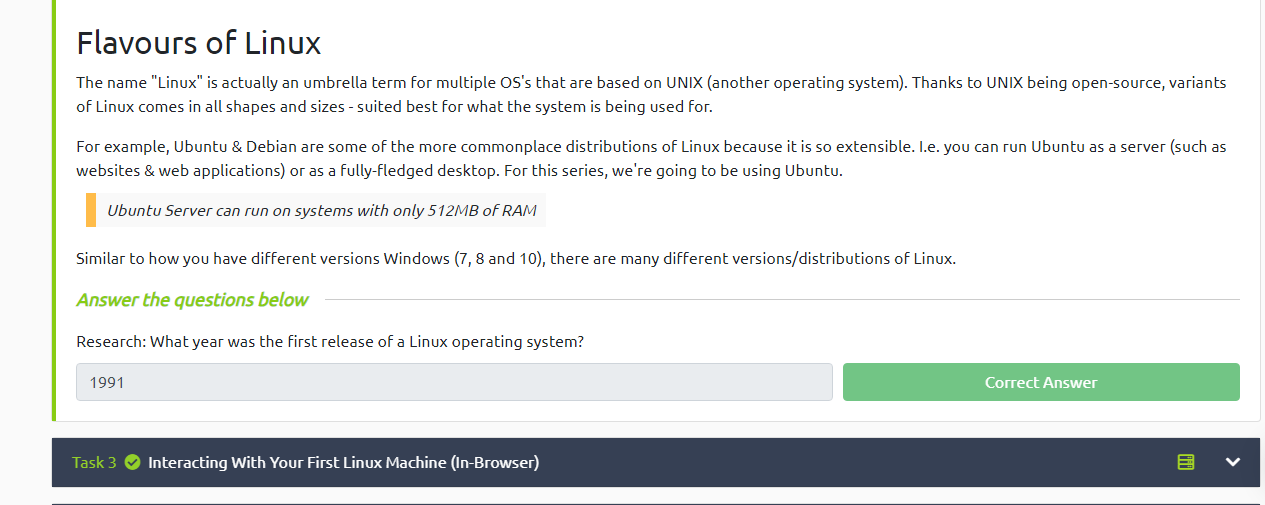 Flavours of Linux
The name "Linux" is actually an umbrella term for multiple OS's that are based on UNIX (another operating system). Thanks to UNIX being open-source, variants
of Linux comes in all shapes and sizes - suited best for what the system is being used for.
For example, Ubuntu & Debian are some of the more commonplace distributions of Linux because it is so extensible. I.e. you can run Ubuntu as a server (such as
websites & web applications) or as a fully-fledged desktop. For this series, we're going to be using Ubuntu.
Ubuntu Server can run on systems with only 512MB of RAM
Similar to how you have different versions Windows (7, 8 and 10), there are many different versions/distributions of Linux.
Answer the questions below
Research: What year was the first release of a Linux operating system?
1991
Correct Answer
Task 3 Interacting With Your First Linux Machine (In-Browser)